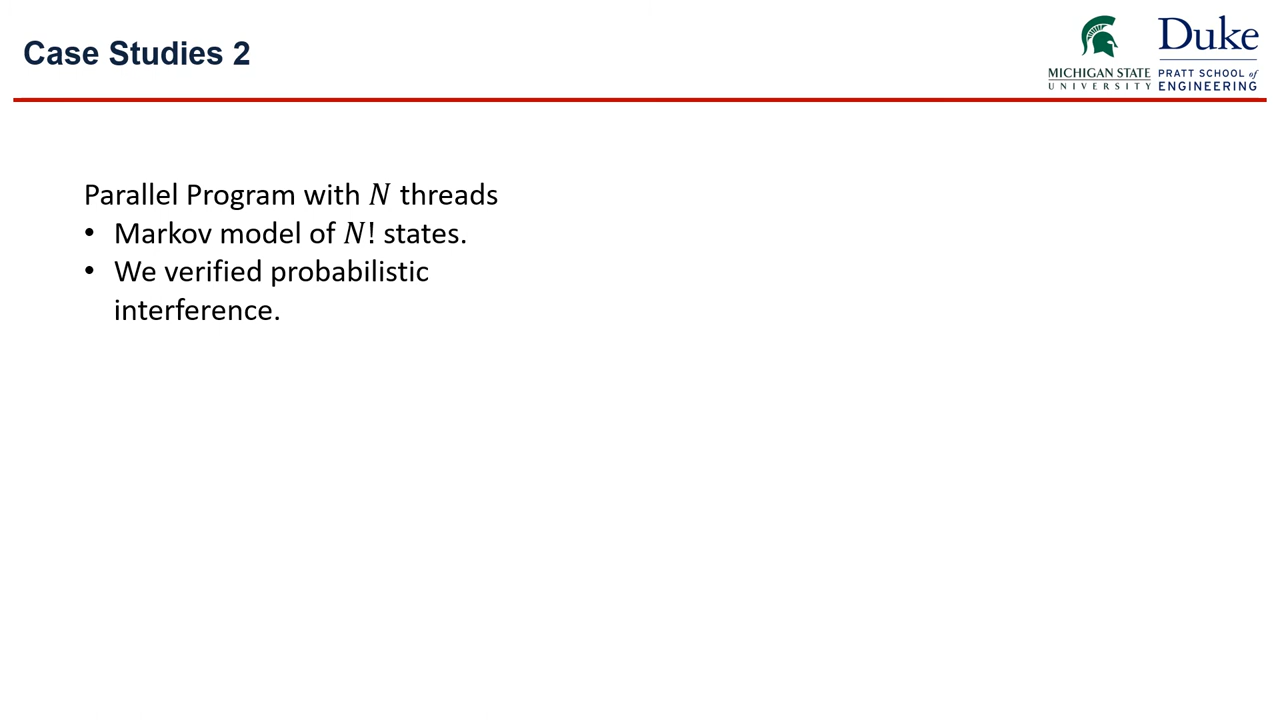 Case Studies 2
MICHIGAN STATE
UNIVERSITY
Duke
PRATT SCHOOL of
ENGINEERING
Parallel Program with N threads
• Markov model of N! states.
• We verified probabilistic
interference.